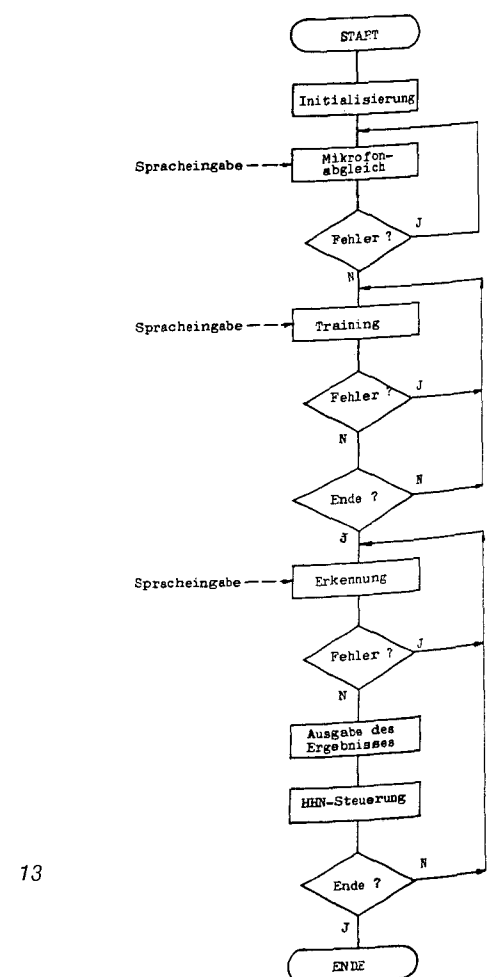 START
Initialisierung
Spracheingabe
Mikrofon-
abgleich
Fehler ?
J
N
Spracheingabe
Training
Fehler ?
J
N
Ende ?
N
J
Spracheingabe
Erkennung
Fehler ?
J
N
Ausgabe des
Ergebnisses
HHN-Steuerung
13
Ende ?
N
J
ENDE